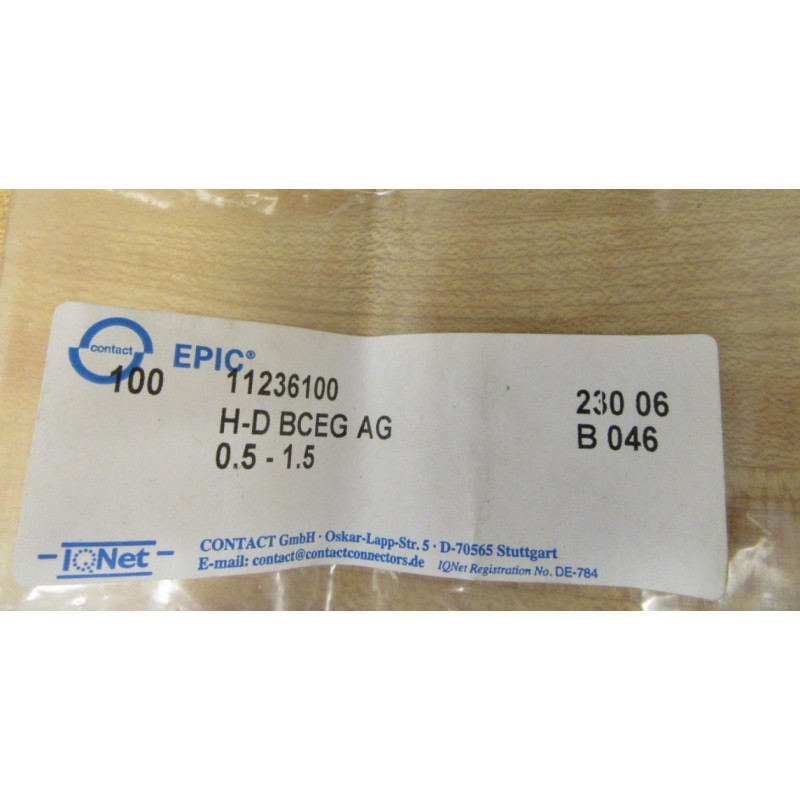 contact
EPIC®
100 11236100 230 06
H-D BCEG AG B 046
0.5 - 1.5
IQNet
CONTACT GmbH · Oskar-Lapp-Str. 5 · D-70565 Stuttgart
E-mail: contact@contactconnectors.de IQNet Registration No. DE-784